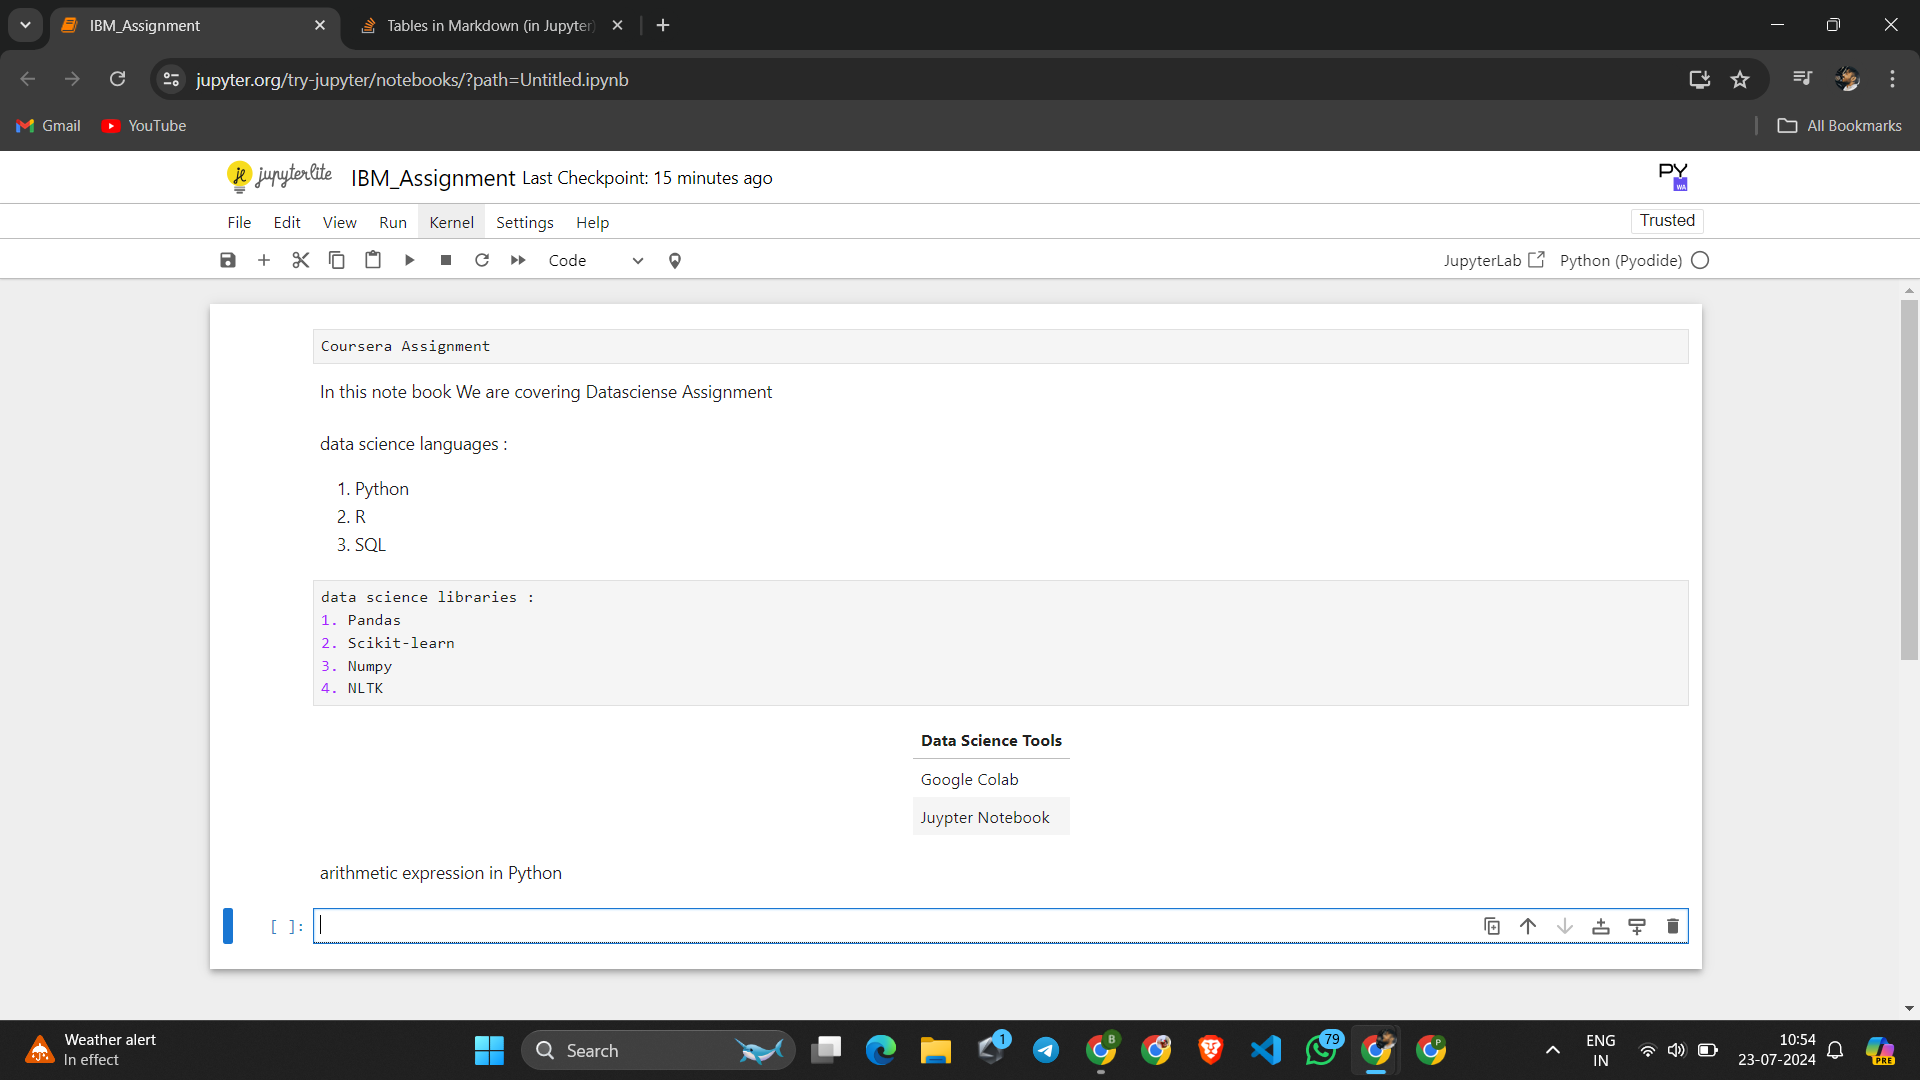 IBM_Assignment
Tables in Markdown (in Jupyter)
jupyter.org/try-jupyter/notebooks/?path=Untitled.ipynb
Gmail
YouTube
All Bookmarks
jupyterlite
IBM_Assignment Last Checkpoint: 15 minutes ago
PY
WA
File Edit View Run Kernel Settings Help
Trusted
Code
JupyterLab
Python (Pyodide)
Coursera Assignment
In this note book We are covering Datasciense Assignment
data science languages :
1. Python
2. R
3. SQL
data science libraries :
1. Pandas
2. Scikit-learn
3. Numpy
4. NLTK
Data Science Tools
Google Colab
Juypter Notebook
arithmetic expression in Python
[ ]:
Weather alert
In effect
Search
1
B
79
P
ENG
IN
10:54
23-07-2024
PRE